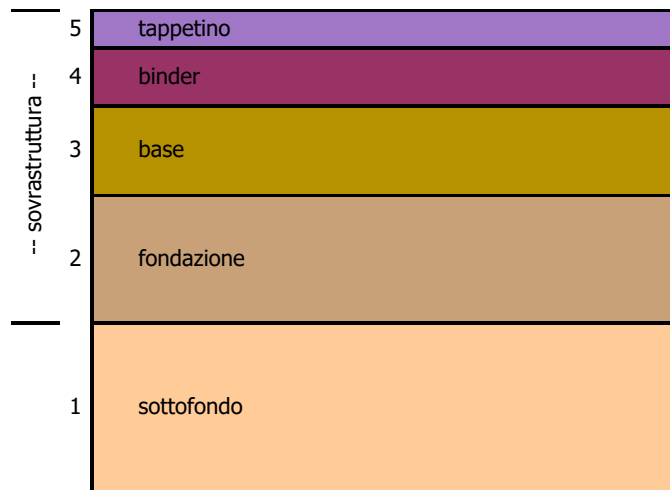 5 tappetino
4 binder
3 base
2 fondazione
1 sottofondo
-- sovrastruttura --